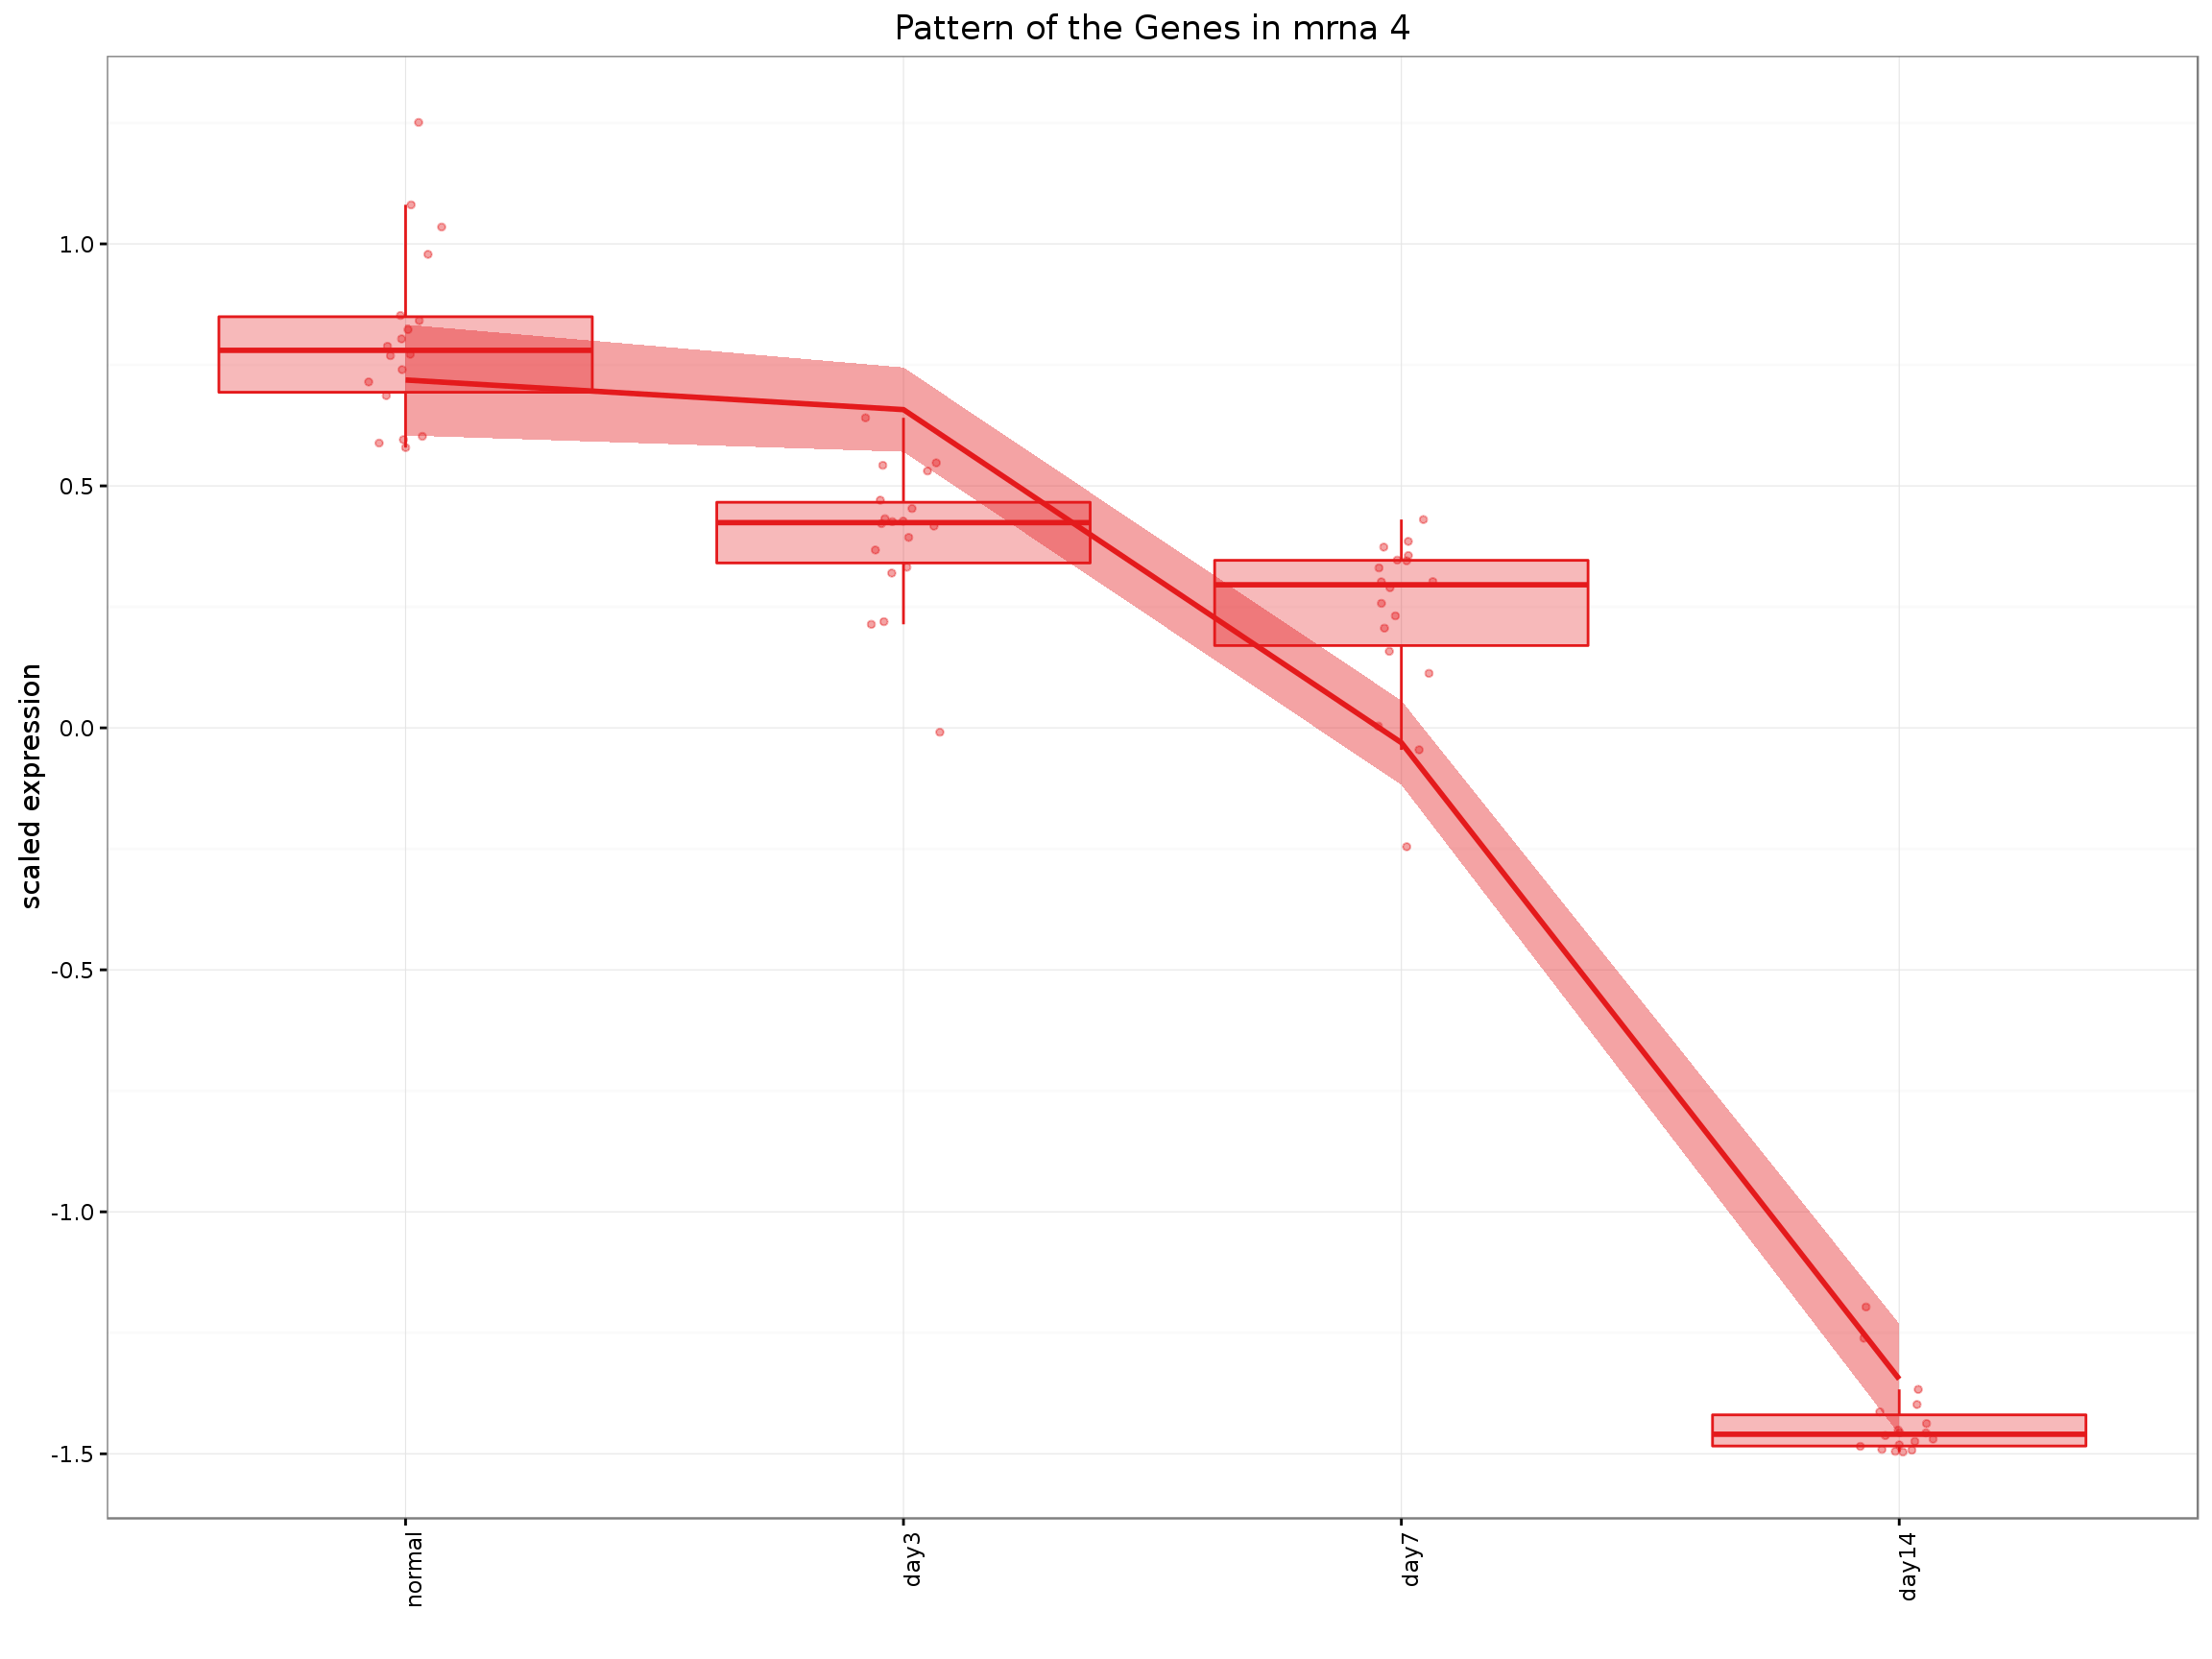 Pattern of the Genes in mrna 4
scaled expression
1.0
0.5
0.0
-0.5
-1.0
-1.5
normal
day3
day7
day14